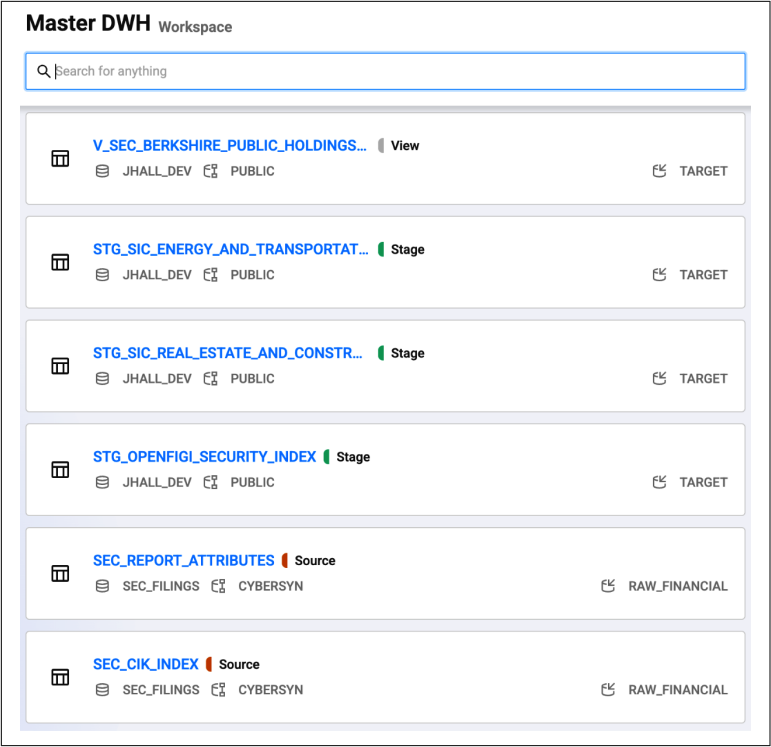 Master DWH Workspace
Search for anything
V_SEC_BERKSHIRE_PUBLIC_HOLDINGS... View
JHALL_DEV PUBLIC TARGET
STG_SIC_ENERGY_AND_TRANSPORTAT... Stage
JHALL_DEV PUBLIC TARGET
STG_SIC_REAL_ESTATE_AND_CONSTR... Stage
JHALL_DEV PUBLIC TARGET
STG_OPENFIGI_SECURITY_INDEX Stage
JHALL_DEV PUBLIC TARGET
SEC_REPORT_ATTRIBUTES Source
SEC_FILINGS CYBERSYN RAW_FINANCIAL
SEC_CIK_INDEX Source
SEC_FILINGS CYBERSYN RAW_FINANCIAL